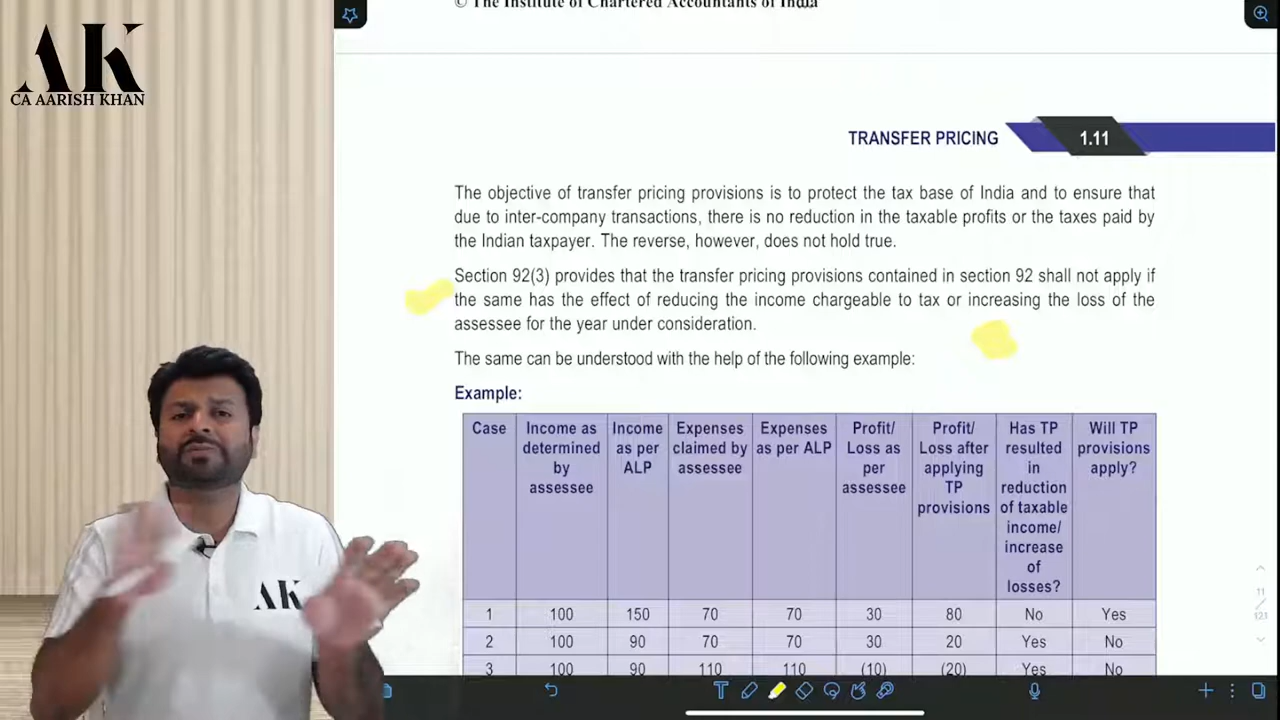 © The Institute of Chartered Accountants of India
AK
CA AARISH KHAN
TRANSFER PRICING 1.11
The objective of transfer pricing provisions is to protect the tax base of India and to ensure that
due to inter-company transactions, there is no reduction in the taxable profits or the taxes paid by
the Indian taxpayer. The reverse, however, does not hold true.
Section 92(3) provides that the transfer pricing provisions contained in section 92 shall not apply if
the same has the effect of reducing the income chargeable to tax or increasing the loss of the
assessee for the year under consideration.
The same can be understood with the help of the following example:
Example:
Case
Income as
determined
by
assessee
Income
as per
ALP
Expenses
claimed by
assessee
Expenses
as per ALP
Profit/
Loss as
per
assessee
Profit/
Loss after
applying
TP
provisions
Has TP
resulted
in
reduction
of taxable
income/
increase
of
losses?
Will TP
provisions
apply?
1 100 150 70 70 30 80 No Yes
2 100 90 70 70 30 20 Yes No
3 100 90 110 110 (10) (20) Yes No
AK
11
121
T